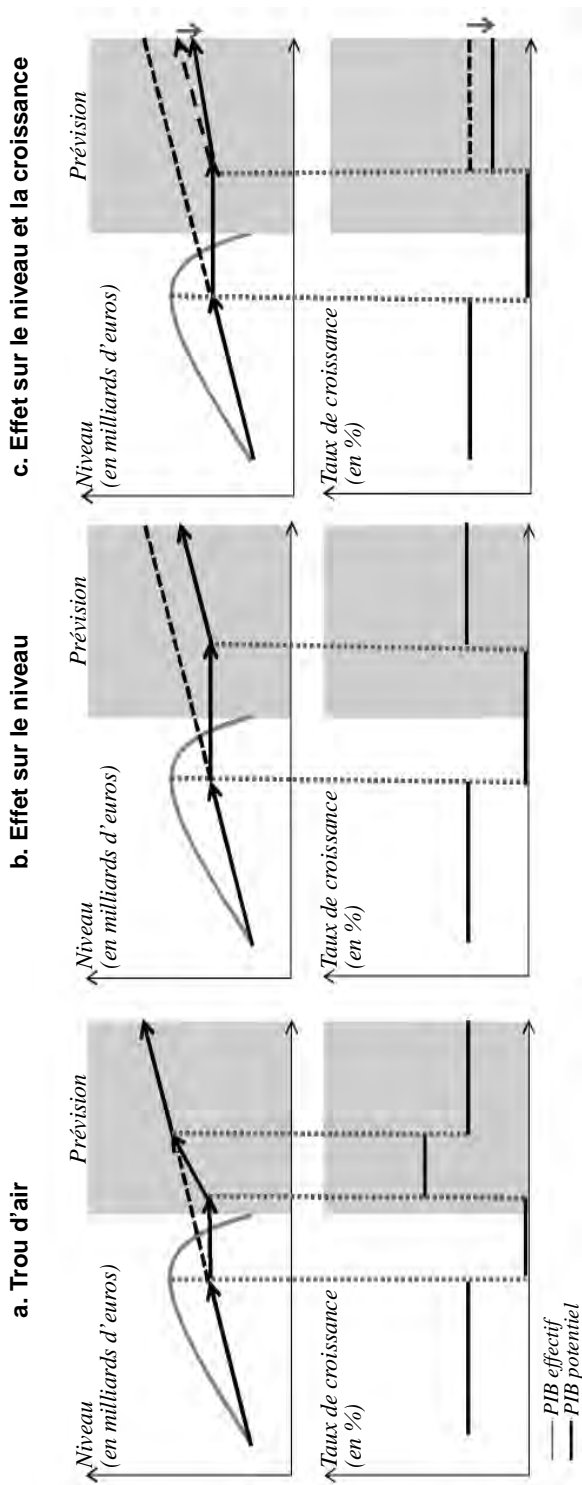 a. Trou d'air
Niveau
(en milliards d'euros)
Prévision
Taux de croissance
(en %)
b. Effet sur le niveau
Niveau
(en milliards d'euros)
Prévision
Taux de croissance
(en %)
c. Effet sur le niveau et la croissance
Niveau
(en milliards d'euros)
Prévision
Taux de croissance
(en %)
PIB effectif
PIB potentiel